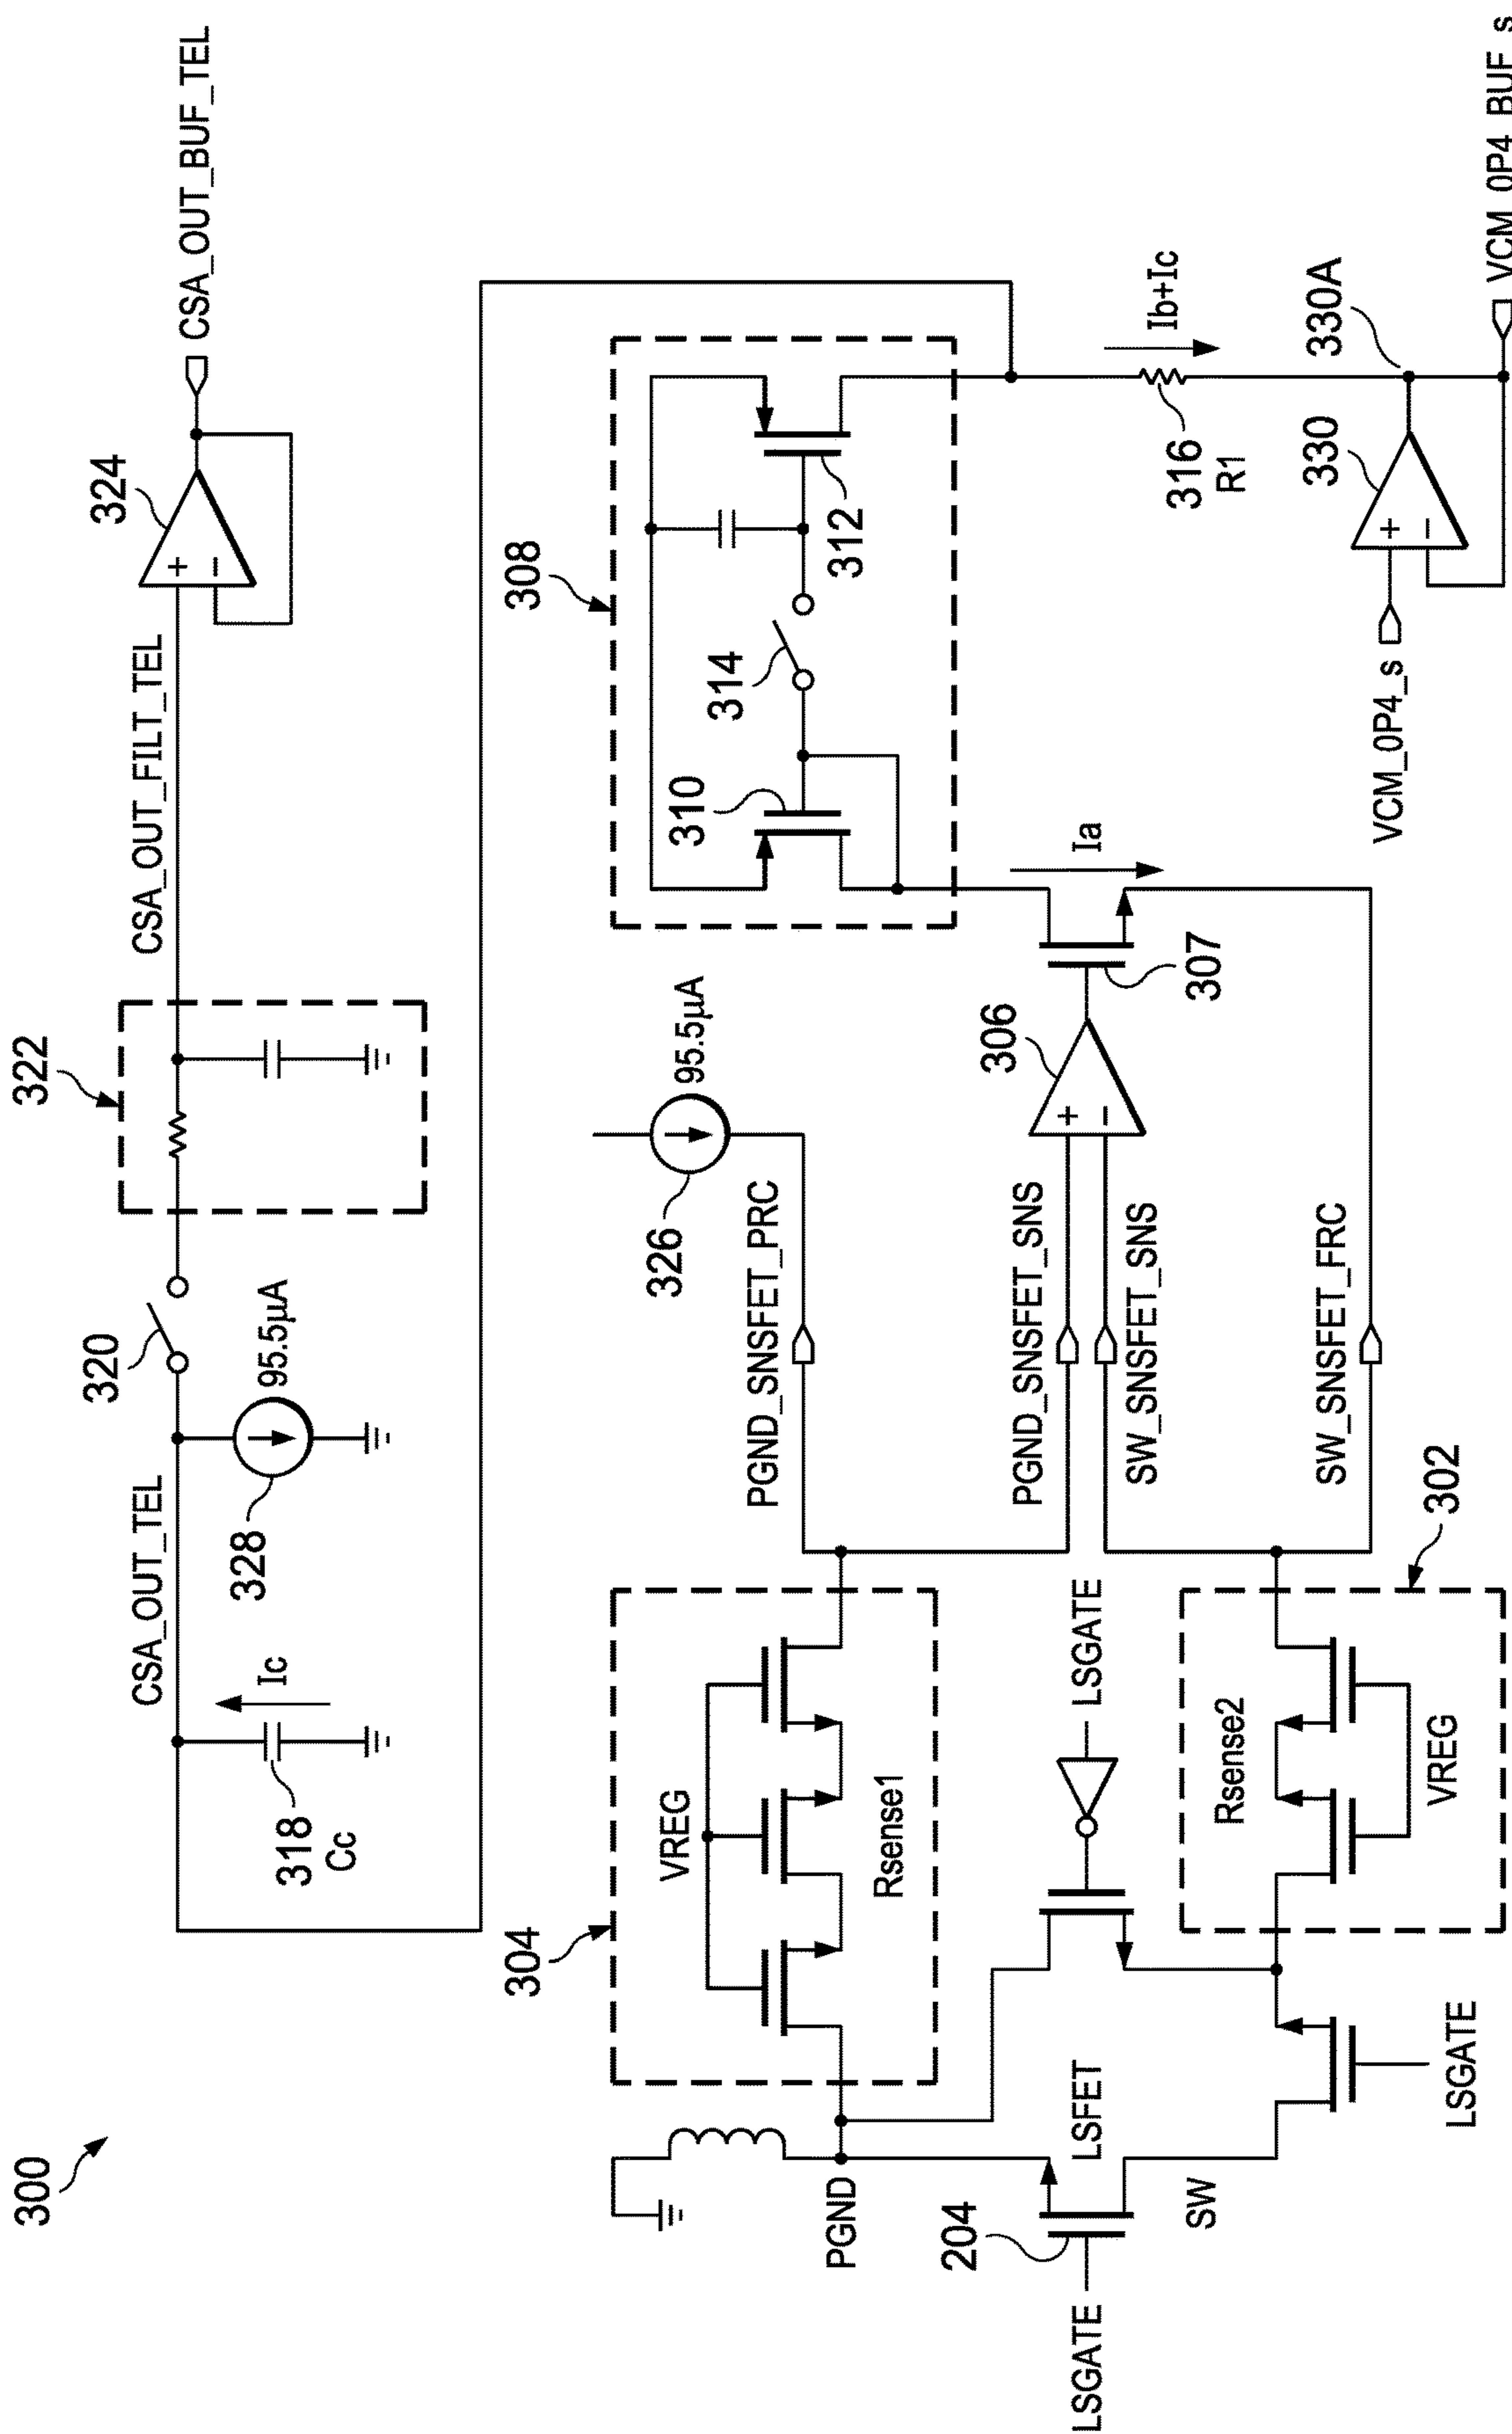 300
CSA_OUT_BUF_TEL
324
CSA_OUT_FILT_TEL
322
320
95.5µA
328
CSA_OUT_TEL
Ic
318
Cc
308
310
314
312
Ib+Ic
316
R1
330A
330
VCM_0P4_s
VCM_0P4_BUF_s
Ia
307
306
95.5µA
326
PGND_SNSFET_PRC
PGND_SNSFET_SNS
SW_SNSFET_SNS
SW_SNSFET_FRC
304
VREG
Rsense1
LSGATE
302
Rsense2
VREG
PGND
204
LSFET
SW
LSGATE
LSGATE
+
−
+
−
+
−